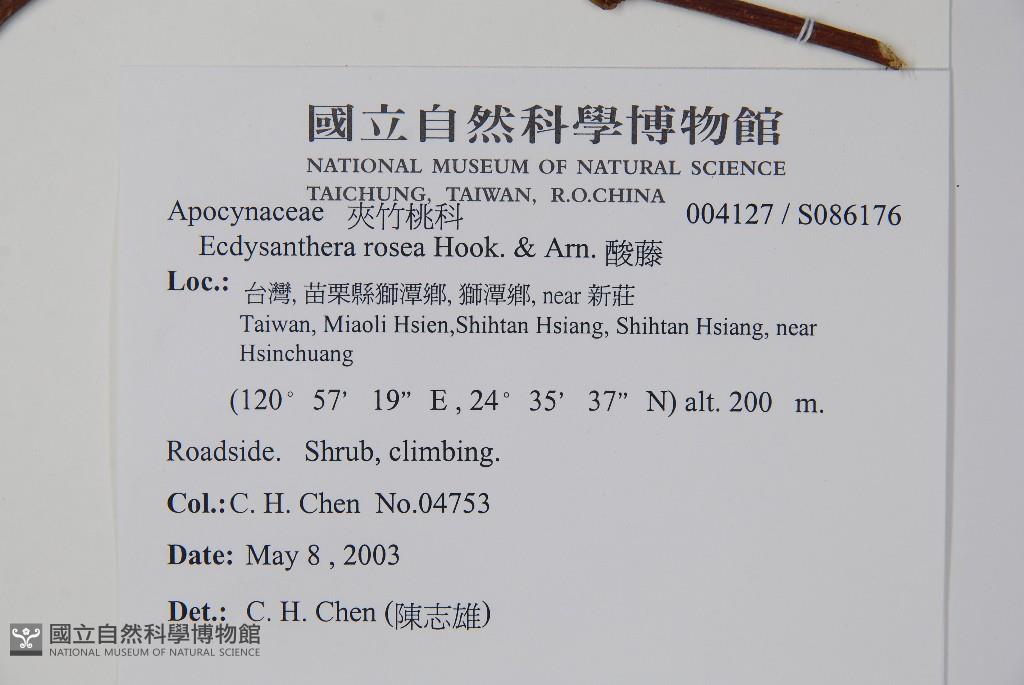 國立自然科學博物館
NATIONAL MUSEUM OF NATURAL SCIENCE
TAICHUNG, TAIWAN, R.O.CHINA
Apocynaceae 夾竹桃科 004127 / S086176
Ecdysanthera rosea Hook. & Arn. 酸藤
Loc.: 台灣, 苗栗縣獅潭鄉, 獅潭鄉, near 新莊
Taiwan, Miaoli Hsien,Shihtan Hsiang, Shihtan Hsiang, near
Hsinchuang
(120° 57’ 19” E , 24° 35’ 37” N) alt. 200 m.
Roadside. Shrub, climbing.
Col.: C. H. Chen No.04753
Date: May 8 , 2003
Det.: C. H. Chen (陳志雄)
國立自然科學博物館
NATIONAL MUSEUM OF NATURAL SCIENCE